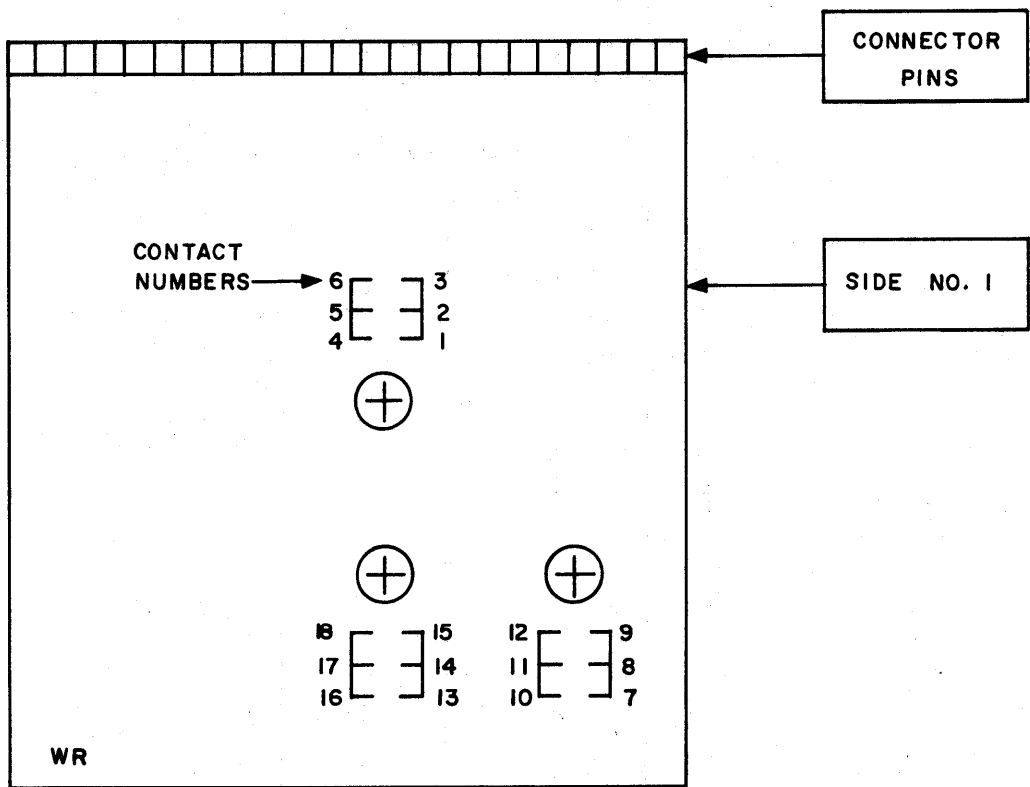 CONNECTOR
PINS
CONTACT
NUMBERS
6 3
5 2
4 1
SIDE NO. 1
18 15 12 9
17 14 11 8
16 13 10 7
WR